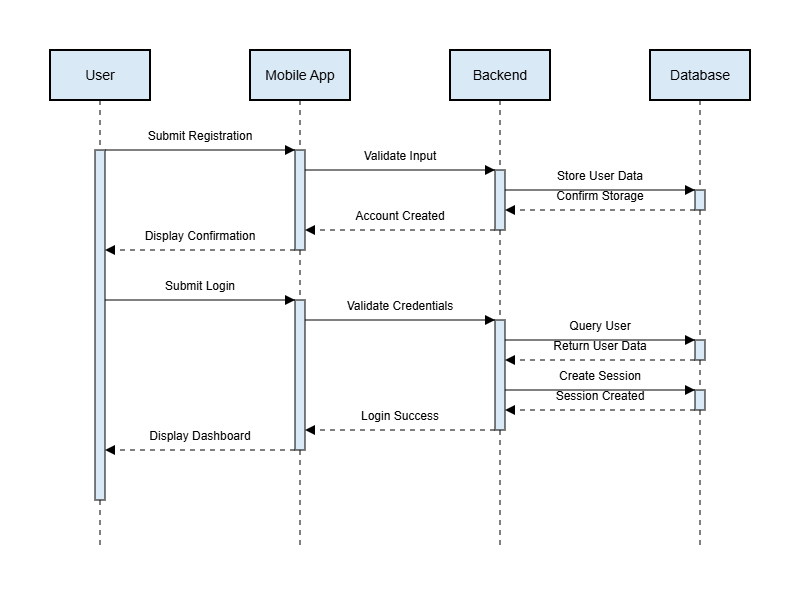 User
Mobile App
Backend
Database
Submit Registration
Validate Input
Store User Data
Confirm Storage
Account Created
Display Confirmation
Submit Login
Validate Credentials
Query User
Return User Data
Create Session
Session Created
Login Success
Display Dashboard